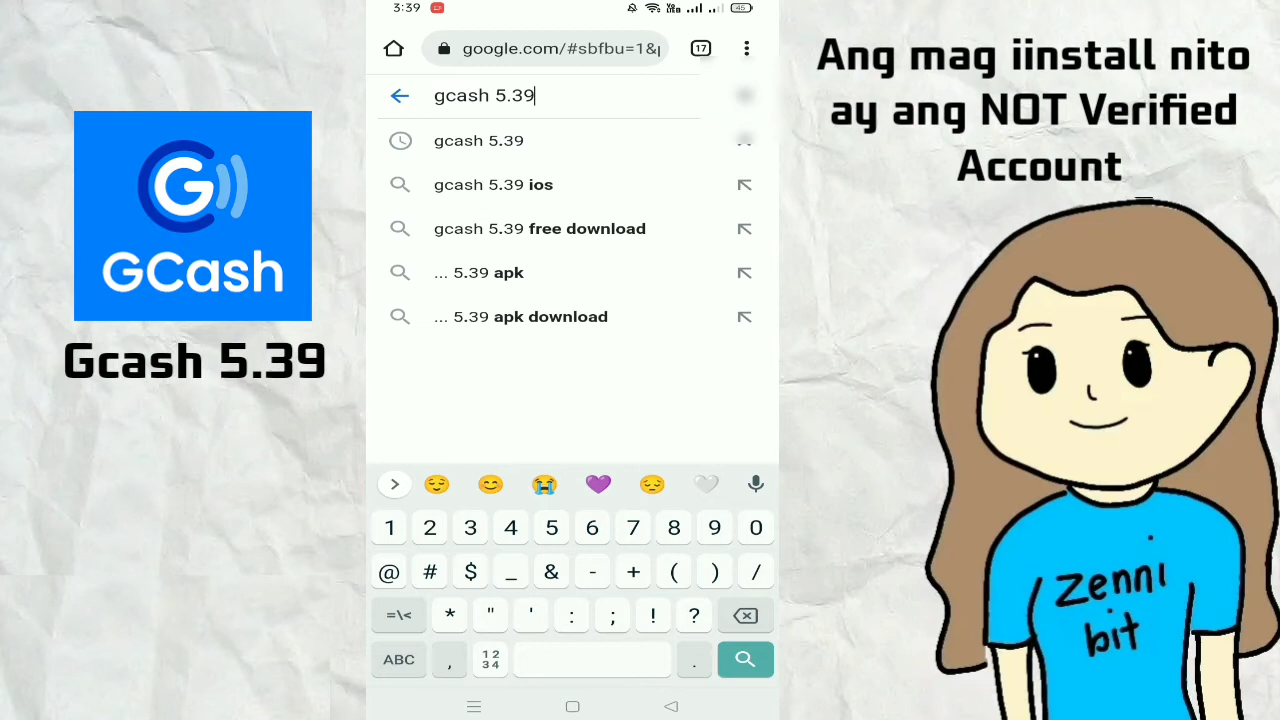 3:39
45
google.com/#sbfbu=1&p
17
gcash 5.39
gcash 5.39
gcash 5.39 ios
gcash 5.39 free download
... 5.39 apk
... 5.39 apk download
1 2 3 4 5 6 7 8 9 0
@ # $ _ & - + ( ) /
=\< * " ' : ; ! ?
ABC , 12 34 .
G
GCash
Gcash 5.39
Ang mag iinstall nito
ay ang NOT Verified
Account
zenni
bit